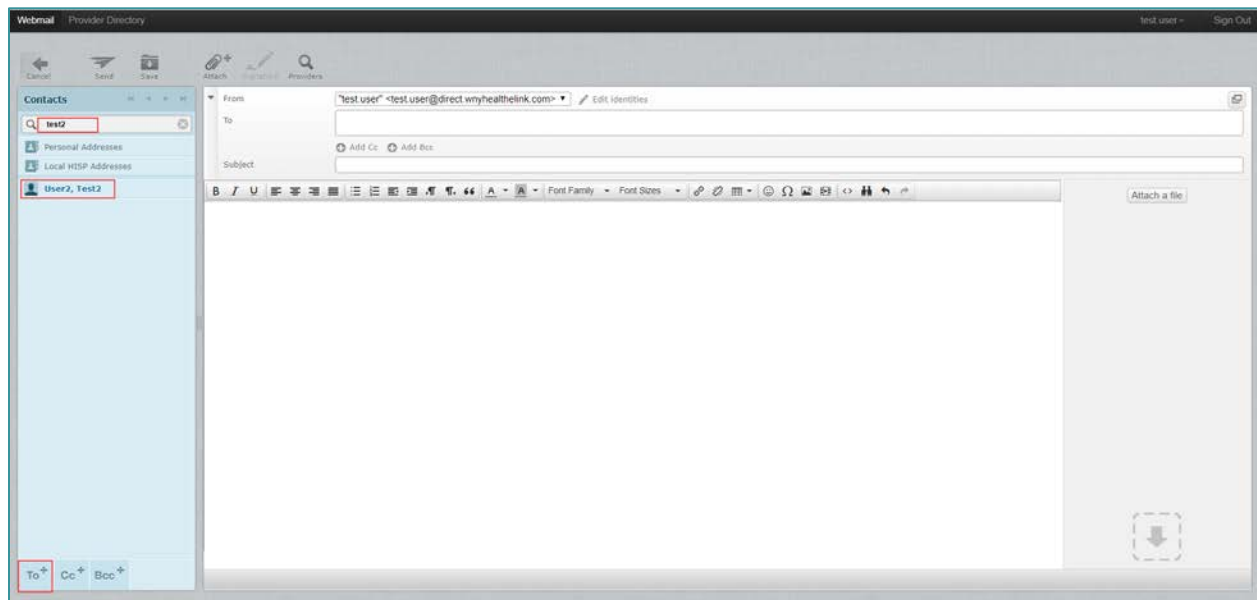 Webmail Provider Directory test.user Sign Out
Cancel Send Save Attach Signature Providers
Contacts
test2
Personal Addresses
Local HISP Addresses
User2, Test2
From "test.user" <test.user@direct.wnyhealthelink.com> Edit identities
To
Add Cc Add Bcc
Subject
B I U A A Font Family Font Sizes Ω
Attach a file
To+ Cc+ Bcc+